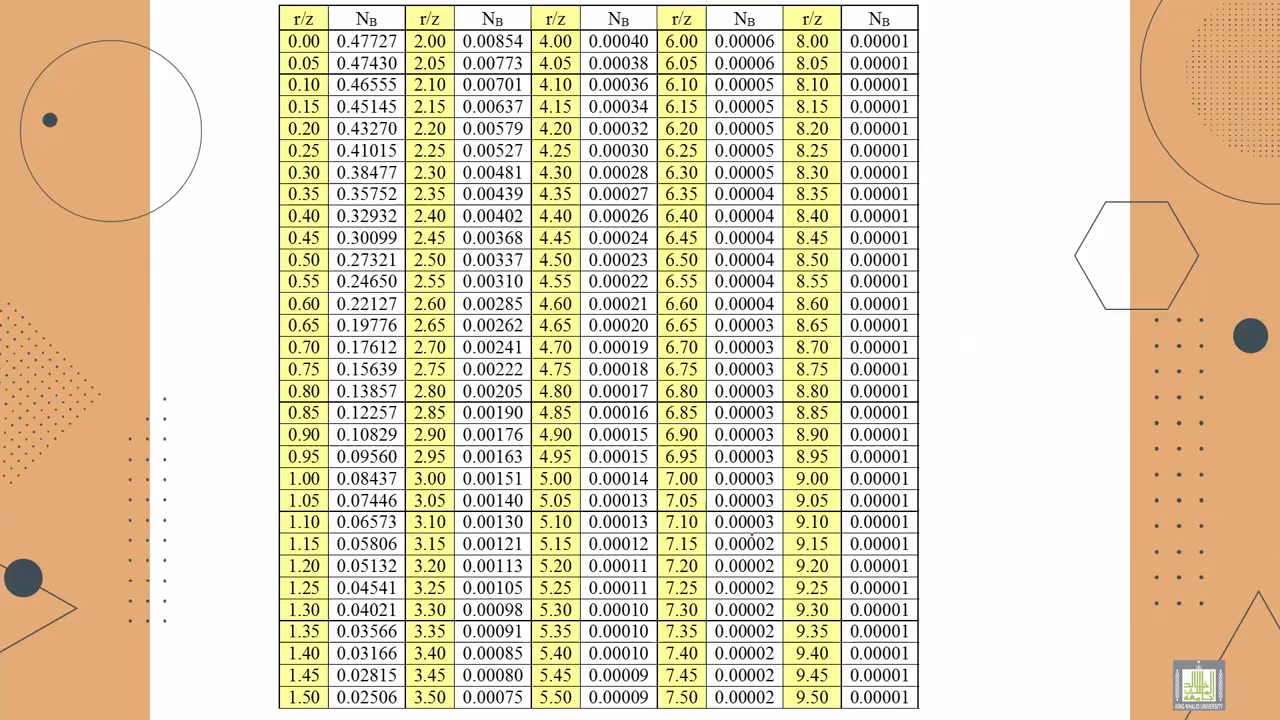 r/z NB r/z NB r/z NB r/z NB r/z NB
0.00 0.47727 2.00 0.00854 4.00 0.00040 6.00 0.00006 8.00 0.00001
0.05 0.47430 2.05 0.00773 4.05 0.00038 6.05 0.00006 8.05 0.00001
0.10 0.46555 2.10 0.00701 4.10 0.00036 6.10 0.00005 8.10 0.00001
0.15 0.45145 2.15 0.00637 4.15 0.00034 6.15 0.00005 8.15 0.00001
0.20 0.43270 2.20 0.00579 4.20 0.00032 6.20 0.00005 8.20 0.00001
0.25 0.41015 2.25 0.00527 4.25 0.00030 6.25 0.00005 8.25 0.00001
0.30 0.38477 2.30 0.00481 4.30 0.00028 6.30 0.00005 8.30 0.00001
0.35 0.35752 2.35 0.00439 4.35 0.00027 6.35 0.00004 8.35 0.00001
0.40 0.32932 2.40 0.00402 4.40 0.00026 6.40 0.00004 8.40 0.00001
0.45 0.30099 2.45 0.00368 4.45 0.00024 6.45 0.00004 8.45 0.00001
0.50 0.27321 2.50 0.00337 4.50 0.00023 6.50 0.00004 8.50 0.00001
0.55 0.24650 2.55 0.00310 4.55 0.00022 6.55 0.00004 8.55 0.00001
0.60 0.22127 2.60 0.00285 4.60 0.00021 6.60 0.00004 8.60 0.00001
0.65 0.19776 2.65 0.00262 4.65 0.00020 6.65 0.00003 8.65 0.00001
0.70 0.17612 2.70 0.00241 4.70 0.00019 6.70 0.00003 8.70 0.00001
0.75 0.15639 2.75 0.00222 4.75 0.00018 6.75 0.00003 8.75 0.00001
0.80 0.13857 2.80 0.00205 4.80 0.00017 6.80 0.00003 8.80 0.00001
0.85 0.12257 2.85 0.00190 4.85 0.00016 6.85 0.00003 8.85 0.00001
0.90 0.10829 2.90 0.00176 4.90 0.00015 6.90 0.00003 8.90 0.00001
0.95 0.09560 2.95 0.00163 4.95 0.00015 6.95 0.00003 8.95 0.00001
1.00 0.08437 3.00 0.00151 5.00 0.00014 7.00 0.00003 9.00 0.00001
1.05 0.07446 3.05 0.00140 5.05 0.00013 7.05 0.00003 9.05 0.00001
1.10 0.06573 3.10 0.00130 5.10 0.00013 7.10 0.00003 9.10 0.00001
1.15 0.05806 3.15 0.00121 5.15 0.00012 7.15 0.00002 9.15 0.00001
1.20 0.05132 3.20 0.00113 5.20 0.00011 7.20 0.00002 9.20 0.00001
1.25 0.04541 3.25 0.00105 5.25 0.00011 7.25 0.00002 9.25 0.00001
1.30 0.04021 3.30 0.00098 5.30 0.00010 7.30 0.00002 9.30 0.00001
1.35 0.03566 3.35 0.00091 5.35 0.00010 7.35 0.00002 9.35 0.00001
1.40 0.03166 3.40 0.00085 5.40 0.00010 7.40 0.00002 9.40 0.00001
1.45 0.02815 3.45 0.00080 5.45 0.00009 7.45 0.00002 9.45 0.00001
1.50 0.02506 3.50 0.00075 5.50 0.00009 7.50 0.00002 9.50 0.00001
KING KHALID UNIVERSITY